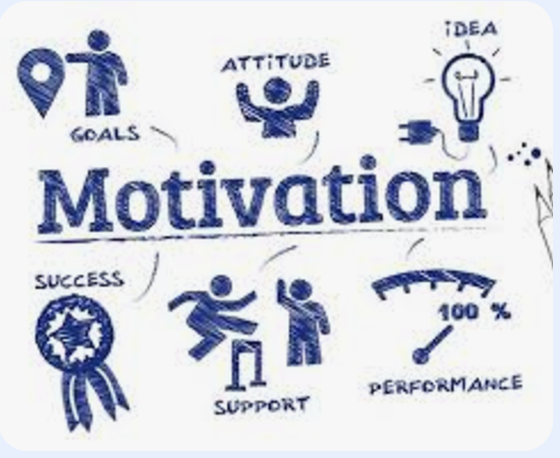 iDEA
ATTiTUDE
GOALS
Motivation
SUCCESS
100 %
SUPPORT
PERFORMANCE